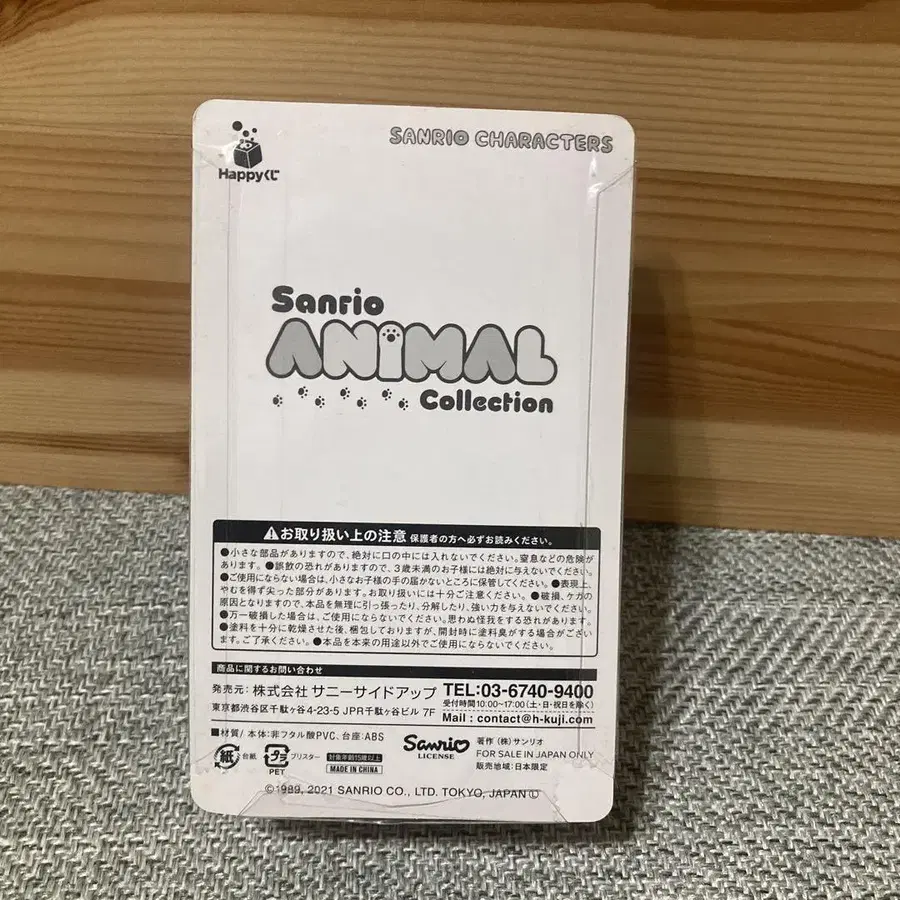 Happyくじ
SANRIO CHARACTERS
Sanrio
ANIMAL
Collection
お取り扱い上の注意 保護者の方へ必ずお読みください。
●小さな部品がありますので、絶対に口の中には入れないでください。窒息などの危険が
あります。●誤飲の恐れがありますので、3歳未満のお子様には絶対に与えないでください。
●ご使用にならない場合は、小さなお子様の手の届かないところに保管してください。●表現上、
やむを得ず尖った部分があります。お取り扱いには十分ご注意ください。●破損、ケガの
原因となりますので、本品を無理に引っ張ったり、分解したり、強い力を与えないでください。
●万一破損した場合は、ご使用にならないでください。思わぬ怪我をする恐れがあります。
●塗料を十分に乾燥させた後、梱包しておりますが、開封時に塗料臭がする場合がござい
ます。ご了承ください。●本品を本来の用途以外でご使用にならないでください。
商品に関するお問い合わせ
発売元:株式会社 サニーサイドアップ
東京都渋谷区千駄ヶ谷4-23-5 JPR千駄ヶ谷ビル 7F
TEL:03-6740-9400
受付時間10:00~17:00(土・日・祝日を除く)
Mail : contact@h-kuji.com
■材質/本体:非フタル酸PVC、台座:ABS
紙 台紙
プラ ブリスター
PET
対象年齢15歳以上
MADE IN CHINA
Sanrio
LICENSE
著作(株)サンリオ
FOR SALE IN JAPAN ONLY
販売地域:日本限定
©1989, 2021 SANRIO CO., LTD. TOKYO, JAPAN Ⓛ